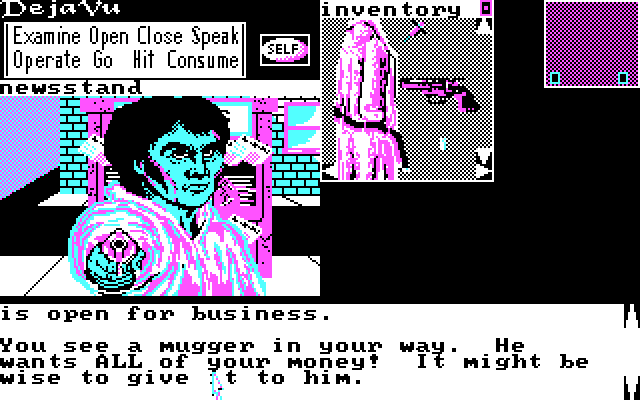 DejaVu
inventory
Examine Open Close Speak
Operate Go Hit Consume
SELF
newsstand
is open for business.
You see a mugger in your way. He
wants ALL of your money! It might be
wise to give it to him.